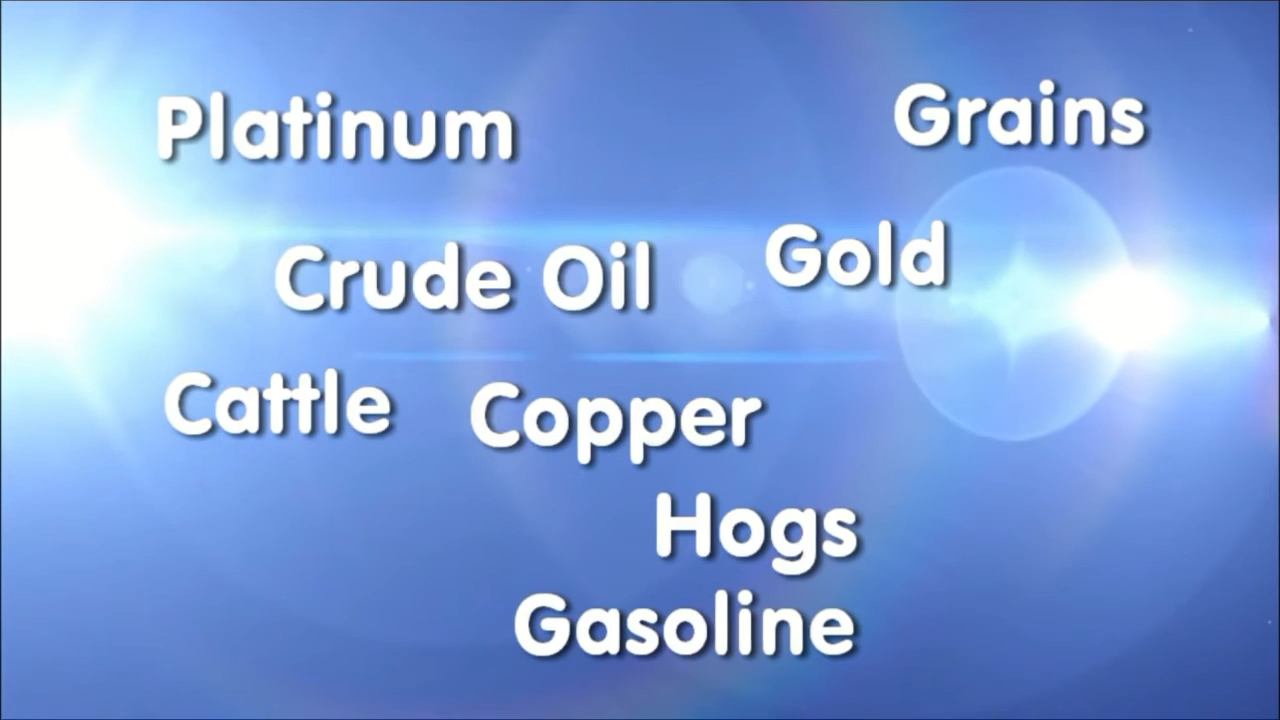 Platinum
Grains
Crude Oil
Gold
Cattle
Copper
Hogs
Gasoline